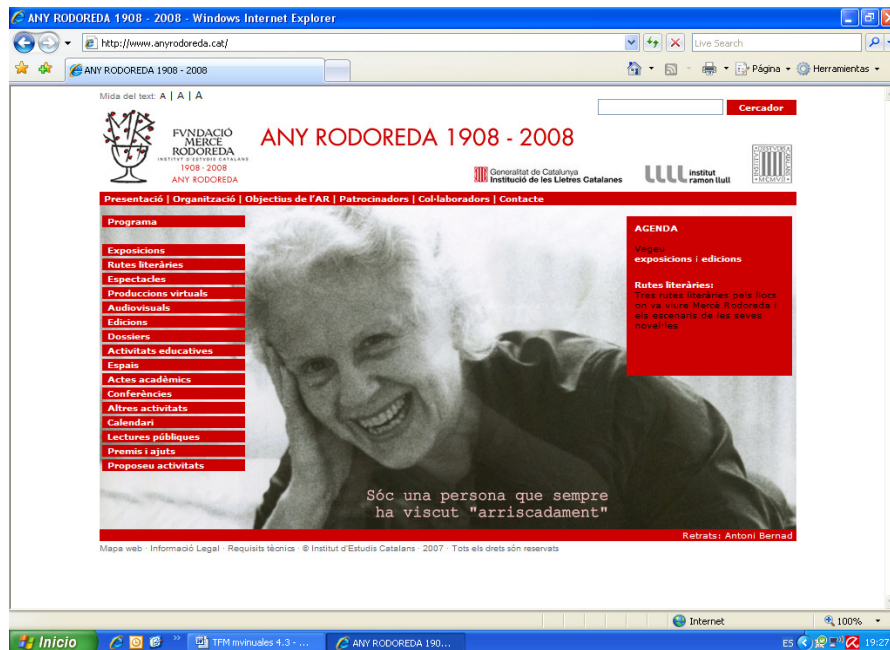 ANY RODOREDA 1908 - 2008 - Windows Internet Explorer
http://www.anyrodoreda.cat/
Live Search
ANY RODOREDA 1908 - 2008
Página
Herramientas
Mida del text: A | A | A
Cercador
FVNDACIÓ
MERCÈ
RODOREDA
INSTITVT D'ESTVDIS CATALANS
1908 - 2008
ANY RODOREDA
ANY RODOREDA 1908 - 2008
Generalitat de Catalunya
Institució de les Lletres Catalanes
institut
ramon llull
Presentació | Organització | Objectius de l'AR | Patrocinadors | Col·laboradors | Contacte
Programa
Exposicions
Rutes literàries
Espectacles
Produccions virtuals
Audiovisuals
Edicions
Dossiers
Activitats educatives
Espais
Actes acadèmics
Conferències
Altres activitats
Calendari
Lectures públiques
Premis i ajuts
Proposeu activitats
AGENDA
Vegeu
exposicions i edicions
Rutes literàries:
Tres rutes literàries pels llocs
on va viure Mercè Rodoreda i
els escenaris de les seves
novel·les
Sóc una persona que sempre
ha viscut "arriscadament"
Retrats: Antoni Bernad
Mapa web · Informació Legal · Requisits tècnics · © Institut d'Estudis Catalans · 2007 · Tots els drets són reservats
Internet
100%
Inicio
TFM mvinuales 4.3 - ...
ANY RODOREDA 190...
ES
19:27